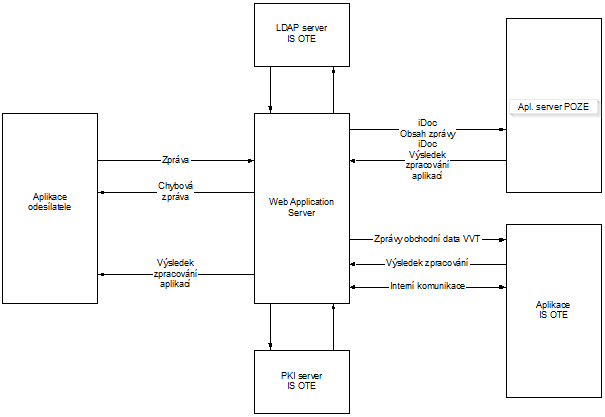 LDAP server
IS OTE
Apl. server POZE
iDoc
Obsah zprávy
iDoc
Výsledek
zpracování
aplikací
Zpráva
Chybová
zpráva
Aplikace
odesílatele
Web Application
Server
Zprávy obchodní data VVT
Výsledek zpracování
Interní komunikace
Výsledek
zpracování
aplikací
Aplikace
IS OTE
PKI server
IS OTE